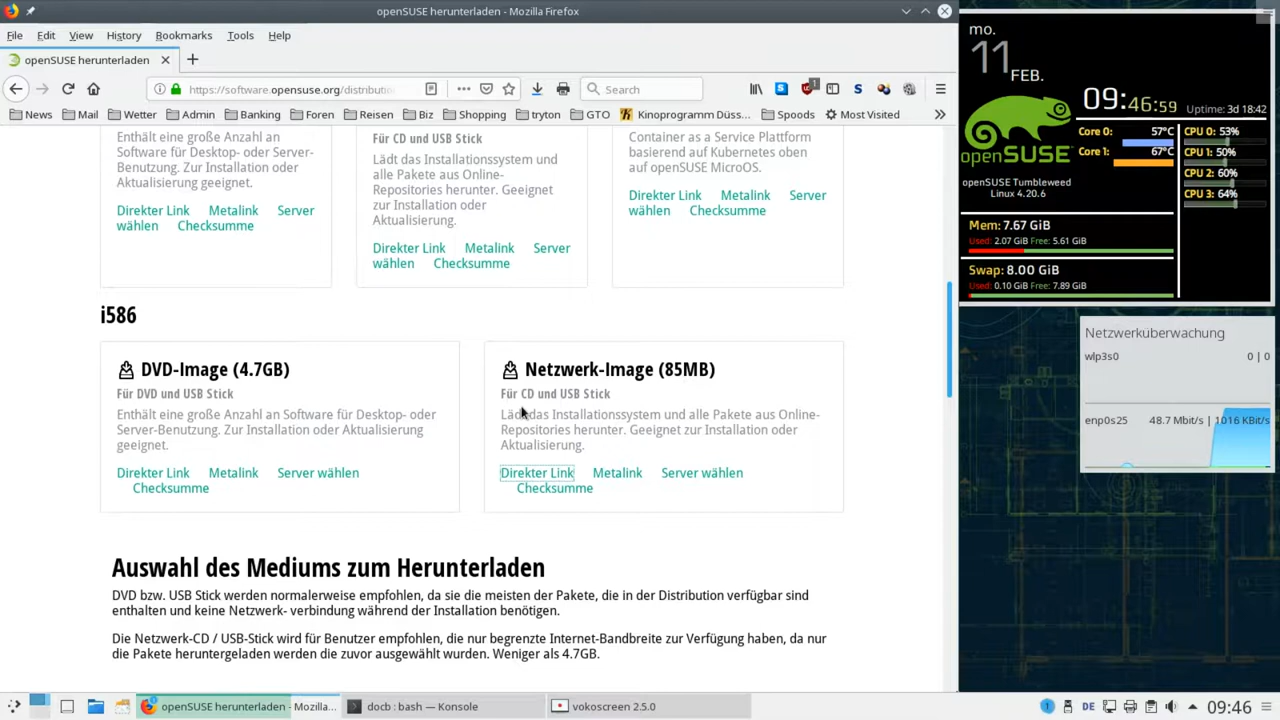 openSUSE herunterladen - Mozilla Firefox
File Edit View History Bookmarks Tools Help
openSUSE herunterladen
https://software.opensuse.org/distributio
Search
News Mail Wetter Admin Banking Foren Reisen Biz Shopping tryton GTO Kinoprogramm Düss... Spoods Most Visited
Enthält eine große Anzahl an
Software für Desktop- oder Server-
Benutzung. Zur Installation oder
Aktualisierung geeignet.
Direkter Link Metalink Server
wählen Checksumme
Für CD und USB Stick
Lädt das Installationssystem und
alle Pakete aus Online-
Repositories herunter. Geeignet
zur Installation oder
Aktualisierung.
Direkter Link Metalink Server
wählen Checksumme
Container as a Service Platform
basierend auf Kubernetes oben
auf openSUSE MicroOS.
Direkter Link Metalink Server
wählen Checksumme
i586
DVD-Image (4.7GB)
Für DVD und USB Stick
Enthält eine große Anzahl an Software für Desktop- oder
Server-Benutzung. Zur Installation oder Aktualisierung
geeignet.
Direkter Link Metalink Server wählen
Checksumme
Netzwerk-Image (85MB)
Für CD und USB Stick
Lädt das Installationssystem und alle Pakete aus Online-
Repositories herunter. Geeignet zur Installation oder
Aktualisierung.
Direkter Link Metalink Server wählen
Checksumme
Auswahl des Mediums zum Herunterladen
DVD bzw. USB Stick werden normalerweise empfohlen, da sie die meisten der Pakete, die in der Distribution verfügbar sind
enthalten und keine Netzwerk- verbindung während der Installation benötigen.
Die Netzwerk-CD / USB-Stick wird für Benutzer empfohlen, die nur begrenzte Internet-Bandbreite zur Verfügung haben, da nur
die Pakete heruntergeladen werden die zuvor ausgewählt wurden. Weniger als 4.7GB.
mo.
11
FEB.
09:46:59 Uptime: 3d 18:42
openSUSE
openSUSE Tumbleweed
Linux 4.20.6
Core 0: 57°C
Core 1: 67°C
CPU 0: 53%
CPU 1: 50%
CPU 2: 60%
CPU 3: 64%
Mem: 7.67 GiB
Used: 2.07 GiB Free: 5.61 GiB
Swap: 8.00 GiB
Used: 0.10 GiB Free: 7.89 GiB
Netzwerküberwachung
wlp3s0 0 | 0
enp0s25 48.7 Mbit/s | 1016 KBit/s
openSUSE herunterladen - Mozilla...
docb : bash — Konsole
vokoscreen 2.5.0
1 DE 09:46